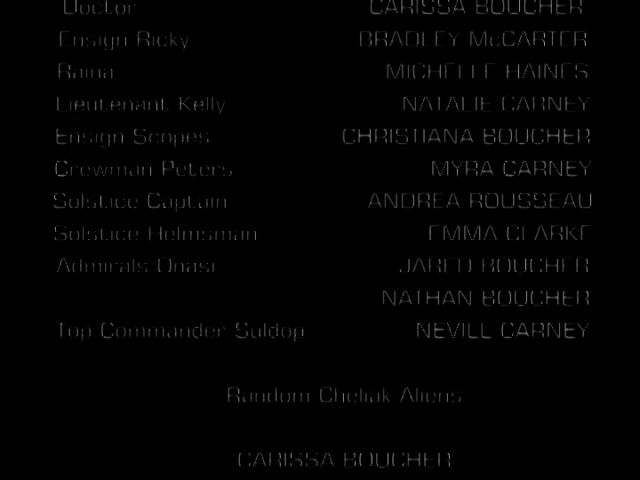 Doctor CARISSA BOUCHER
Ensign Ricky BRADLEY McCARTER
Raina MICHELLE HAINES
Lieutenant Kelly NATALIE CARNEY
Ensign Scopes CHRISTIANA BOUCHER
Crewman Peters MYRA CARNEY
Solstice Captain ANDREA ROUSSEAU
Solstice Helmsman EMMA CLARKE
Admirals Onasi JARED BOUCHER
NATHAN BOUCHER
Top Commander Suldop NEVILL CARNEY
Random Cheliak Aliens
CARISSA BOUCHER